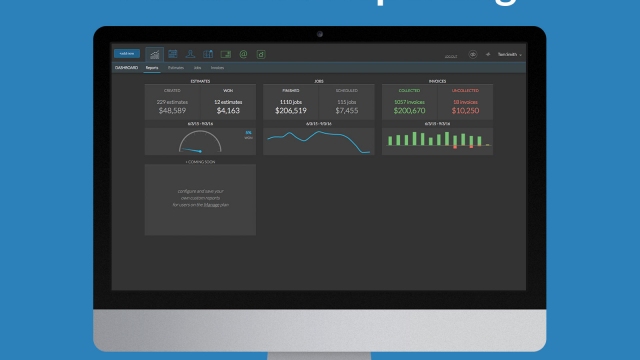 Tom Smith
DASHBOARD Reports Estimates Jobs Invoices
ESTIMATES JOBS INVOICES
CREATED WON FINISHED SCHEDULED COLLECTED UNCOLLECTED
229 estimates 12 estimates 1110 jobs 155 jobs 1057 invoices 18 invoices
$48,589 $4,163 $206,519 $7,455 $200,670 $10,250
6/3/15 - 9/3/16 6/3/15 - 9/3/16 6/3/15 - 9/3/16
+ COMING SOON
configure and save your
own custom reports
for users on the Manage plan